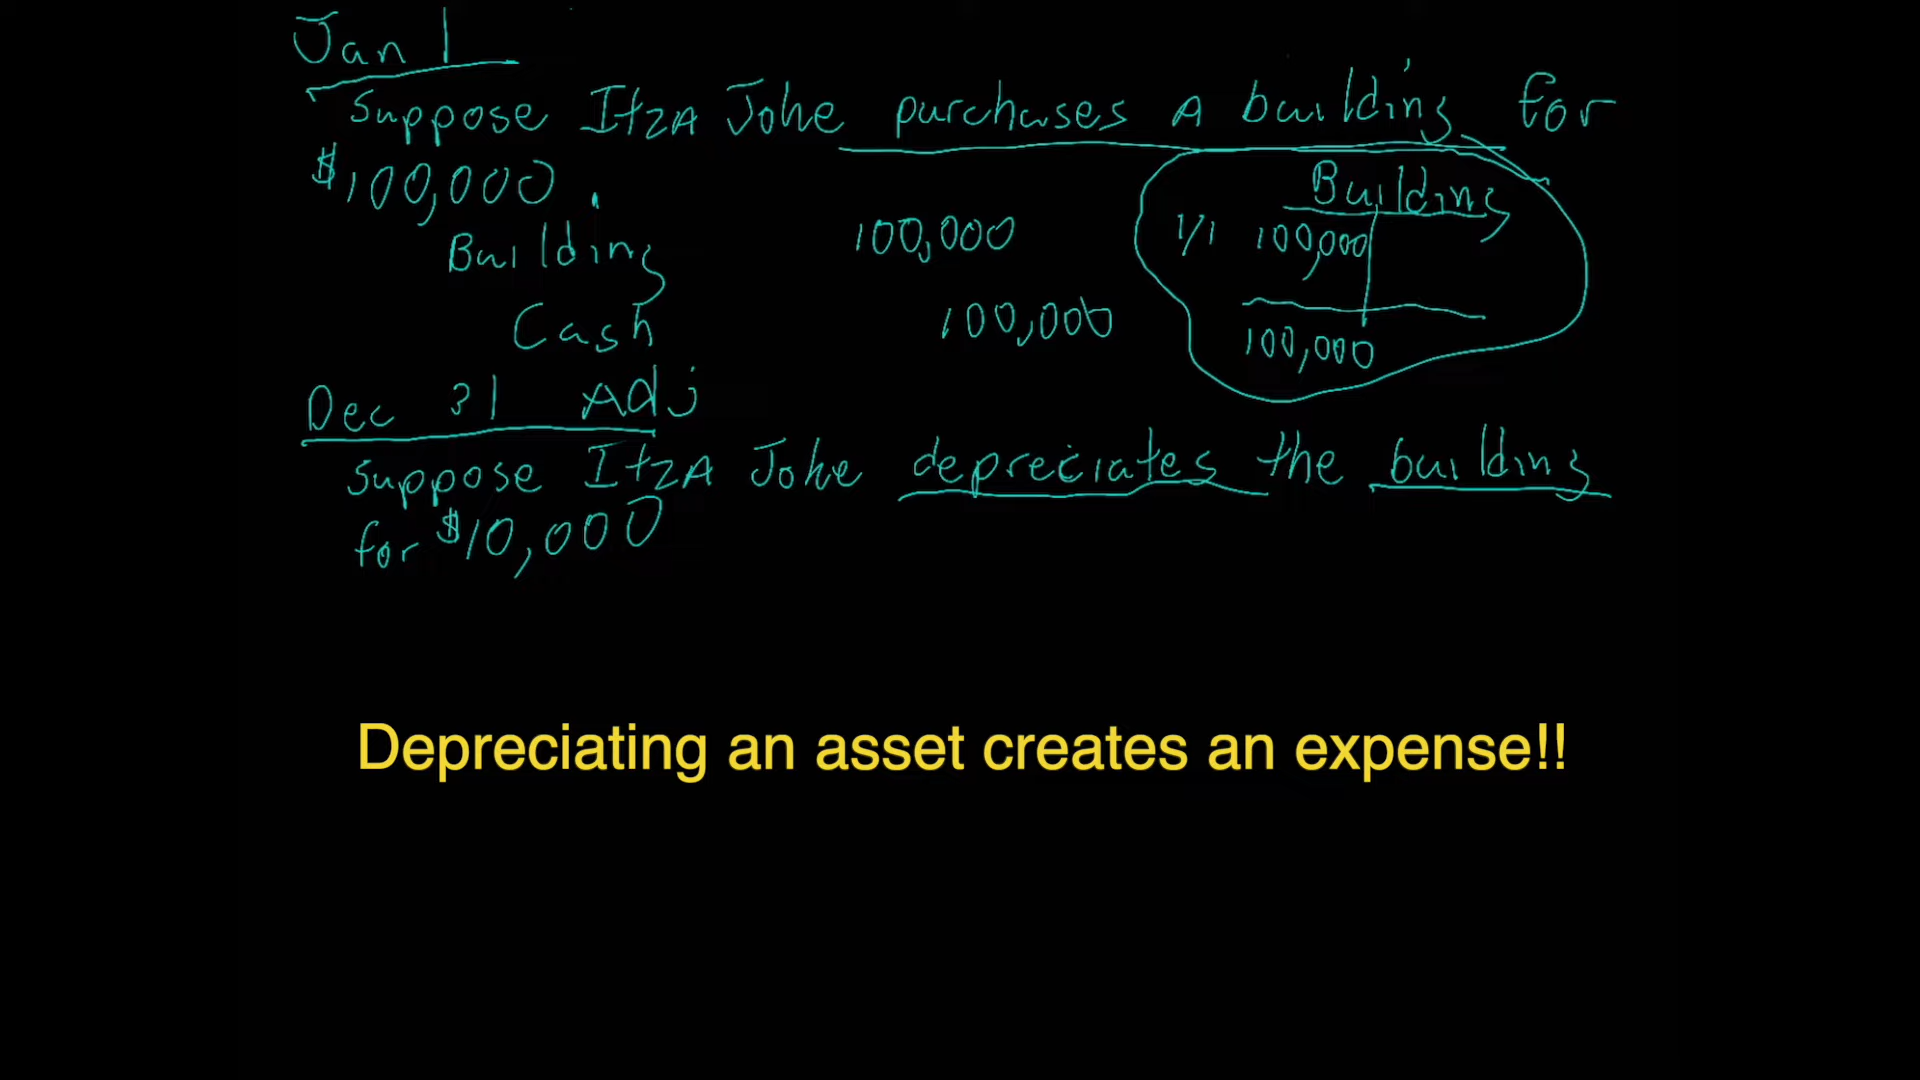 Jan 1
Suppose ItzA Joke purchases A building for
$100,000.
Building
Building 100,000
1/1 100,000
Cash 100,000
100,000
Dec 31 Adj
Suppose ItzA Joke depreciates the building
for $10,000
Depreciating an asset creates an expense!!